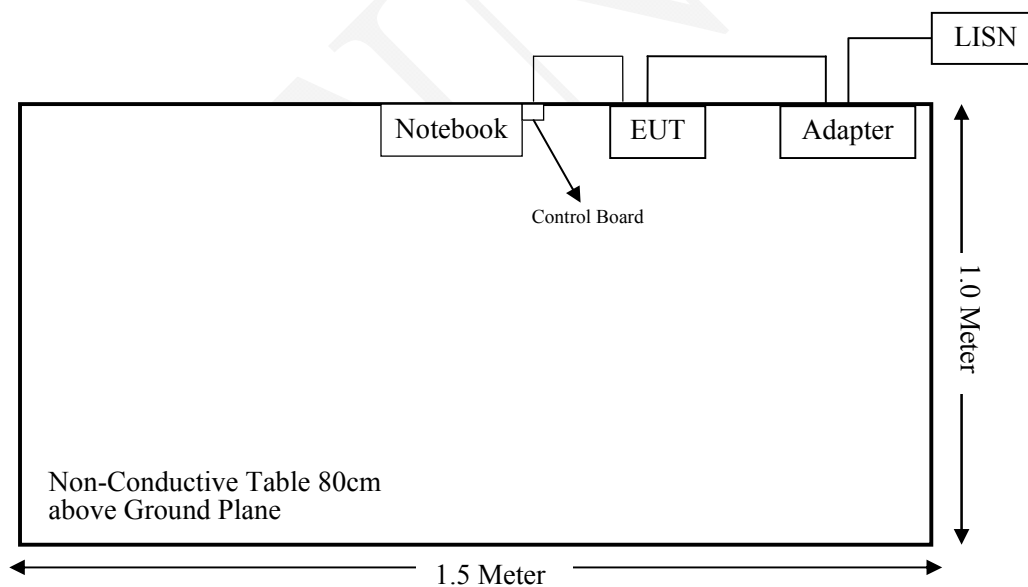 LISN
Notebook
EUT
Adapter
Control Board
1.0 Meter
Non-Conductive Table 80cm
above Ground Plane
1.5 Meter